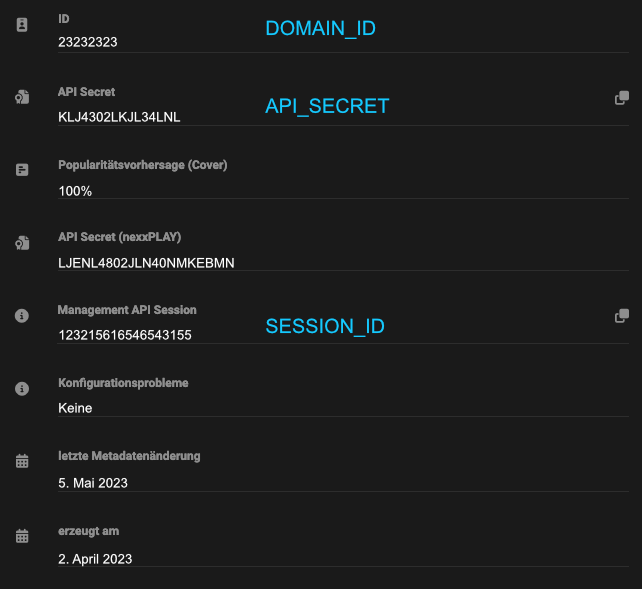 ID
23232323
DOMAIN_ID
API Secret
KLJ4302LKJL34LNL
API_SECRET
Popularitätsvorhersage (Cover)
100%
API Secret (nexxPLAY)
LJENL4802JLN40NMKEBMN
Management API Session
123215616546543155
SESSION_ID
Konfigurationsprobleme
Keine
letzte Metadatenänderung
5. Mai 2023
erzeugt am
2. April 2023